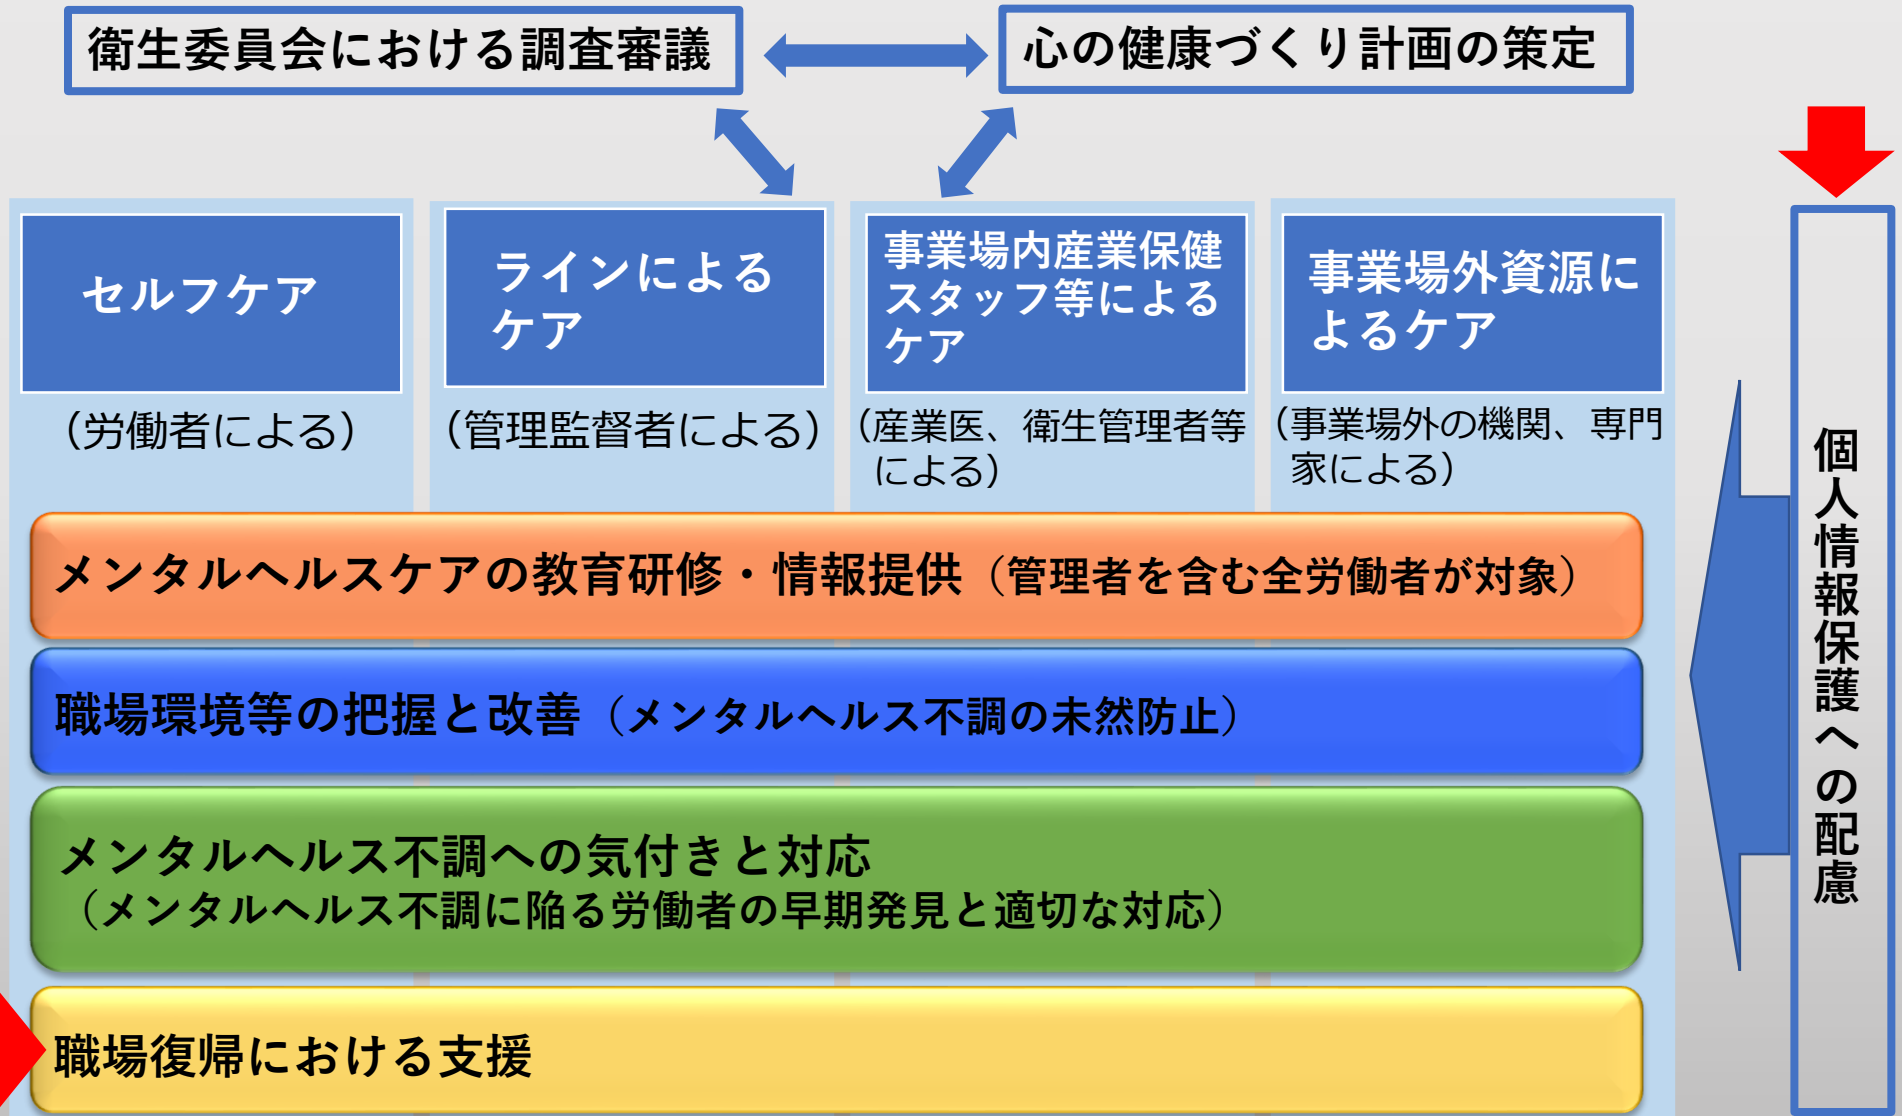 衛生委員会における調査審議
心の健康づくり計画の策定
セルフケア
ラインによる
ケア
事業場内産業保健
スタッフ等による
ケア
事業場外資源に
よるケア
（労働者による）
（管理監督者による）
（産業医、衛生管理者等
による）
（事業場外の機関、専門
家による）
メンタルヘルスケアの教育研修・情報提供（管理者を含む全労働者が対象）
職場環境等の把握と改善（メンタルヘルス不調の未然防止）
メンタルヘルス不調への気付きと対応
（メンタルヘルス不調に陥る労働者の早期発見と適切な対応）
職場復帰における支援
個人情報保護への配慮